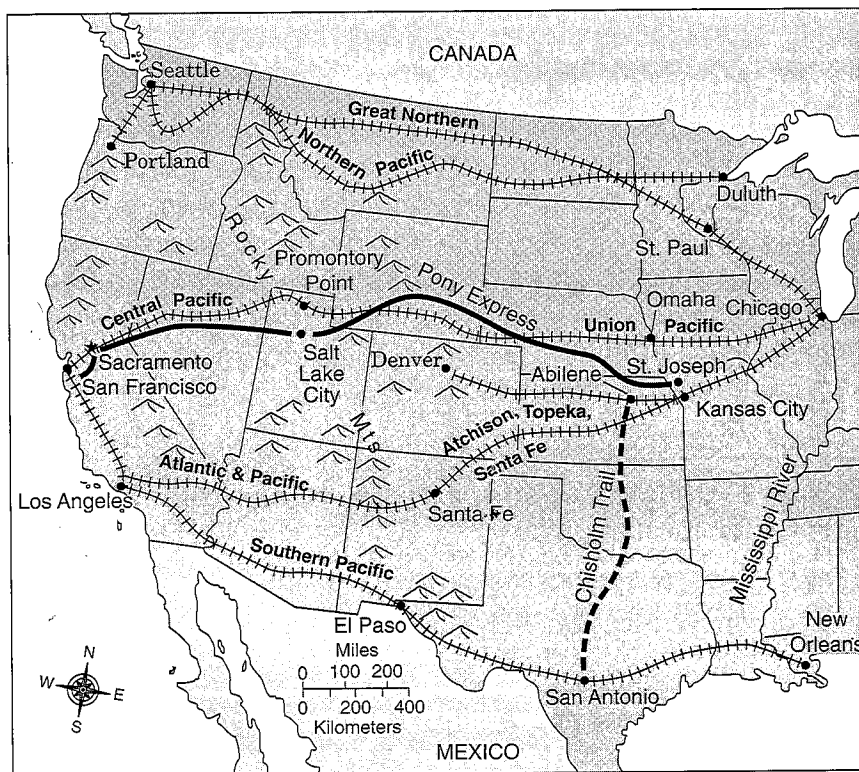 CANADA
Seattle
Great Northern
Northern Pacific
Portland
Duluth
St. Paul
Rocky
Mts
Promontory
Point
Pony Express
Central Pacific
Omaha
Chicago
Union Pacific
Sacramento
San Francisco
Salt
Lake
City
Denver
Abilene
St. Joseph
Kansas City
Atchison, Topeka,
Santa Fe
Atlantic & Pacific
Los Angeles
Santa Fe
Chisholm Trail
Mississippi River
Southern Pacific
El Paso
New
Orleans
San Antonio
Miles
0 100 200
0 200 400
Kilometers
N
W
E
S
MEXICO